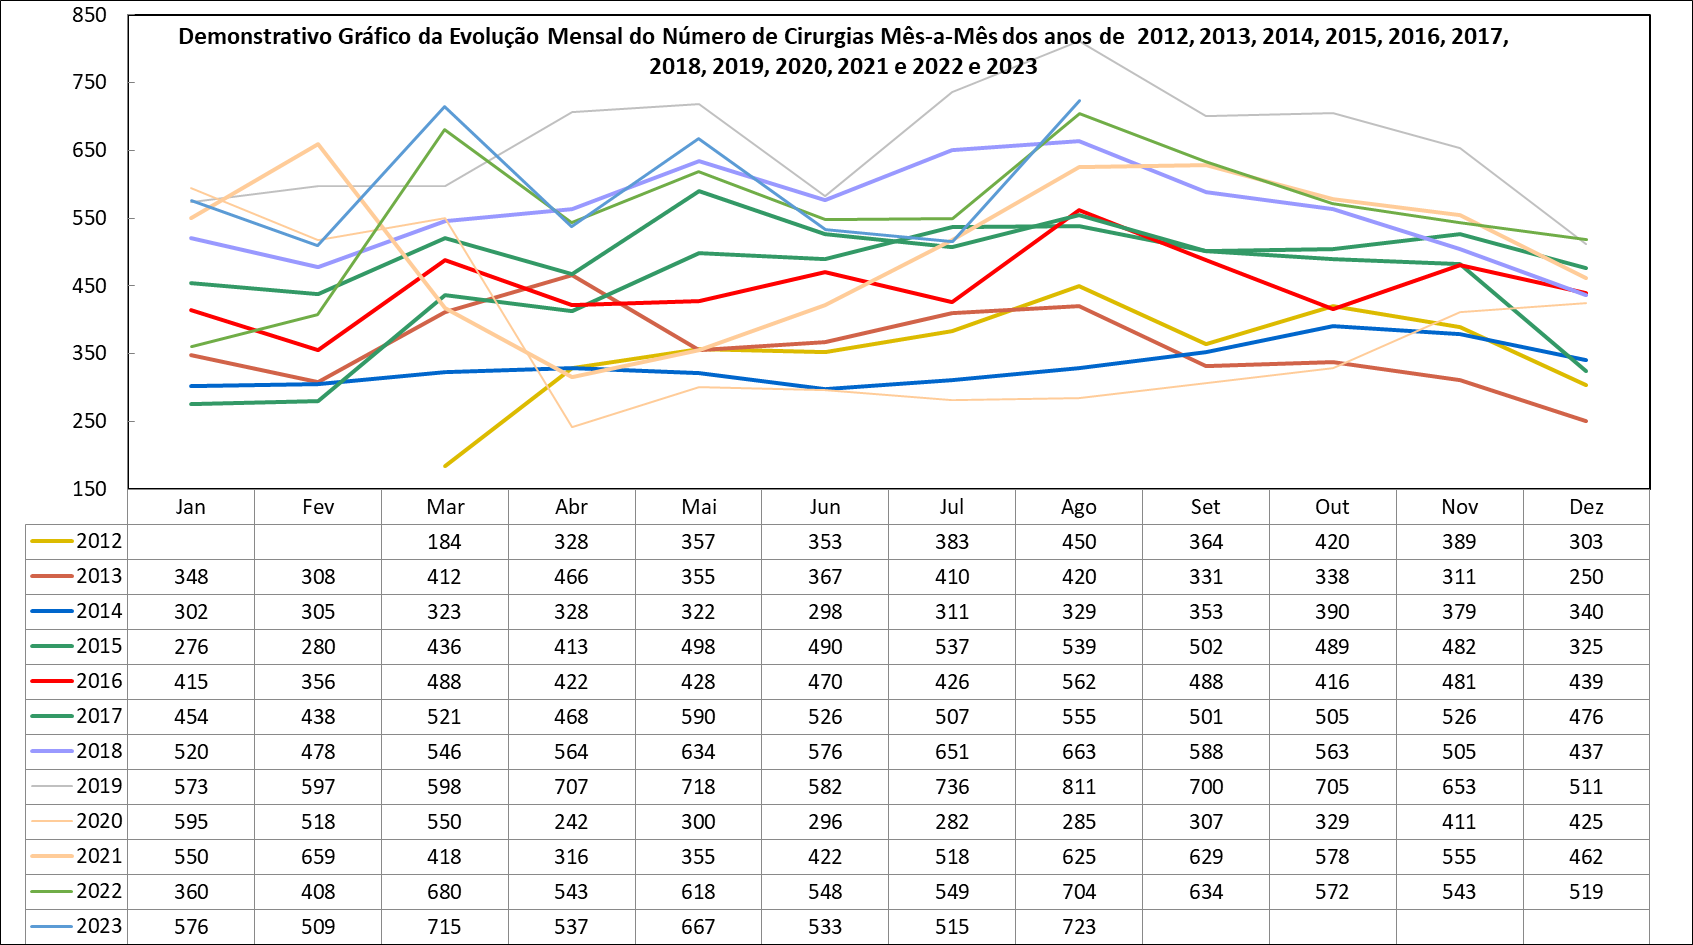 850
Demonstrativo Gráfico da Evolução Mensal do Número de Cirurgias Mês-a-Mês dos anos de 2012, 2013, 2014, 2015, 2016, 2017,
2018, 2019, 2020, 2021 e 2022 e 2023
750
650
550
450
350
250
150
Jan Fev Mar Abr Mai Jun Jul Ago Set Out Nov Dez
2012 184 328 357 353 383 450 364 420 389 303
2013 348 308 412 466 355 367 410 420 331 338 311 250
2014 302 305 323 328 322 298 311 329 353 390 379 340
2015 276 280 436 413 498 490 537 539 502 489 482 325
2016 415 356 488 422 428 470 426 562 488 416 481 439
2017 454 438 521 468 590 526 507 555 501 505 526 476
2018 520 478 546 564 634 576 651 663 588 563 505 437
2019 573 597 598 707 718 582 736 811 700 705 653 511
2020 595 518 550 242 300 296 282 285 307 329 411 425
2021 550 659 418 316 355 422 518 625 629 578 555 462
2022 360 408 680 543 618 548 549 704 634 572 543 519
2023 576 509 715 537 667 533 515 723